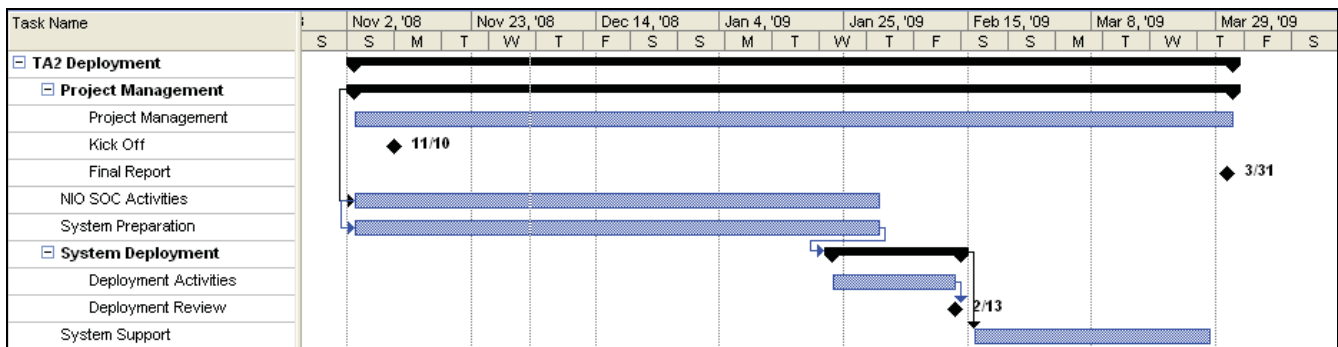 Task Name
Nov 2, '08 Nov 23, '08 Dec 14, '08 Jan 4, '09 Jan 25, '09 Feb 15, '09 Mar 8, '09 Mar 29, '09
S S M T W T F S S M T W T F S S M T W T F S
TA2 Deployment
Project Management
Project Management
Kick Off 11/10
Final Report 3/31
NIO SOC Activities
System Preparation
System Deployment
Deployment Activities
Deployment Review 2/13
System Support